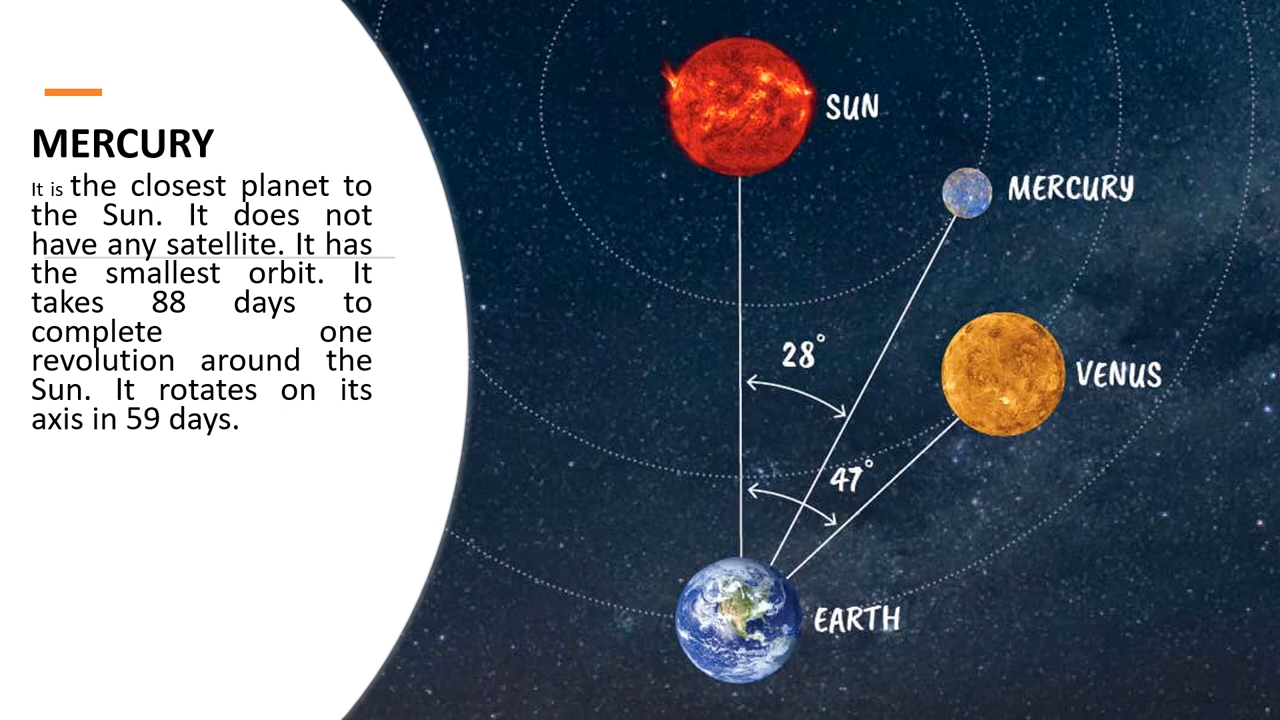 MERCURY
It is the closest planet to
the Sun. It does not
have any satellite. It has
the smallest orbit. It
takes 88 days to
complete one
revolution around the
Sun. It rotates on its
axis in 59 days.
SUN
MERCURY
28°
VENUS
47°
EARTH